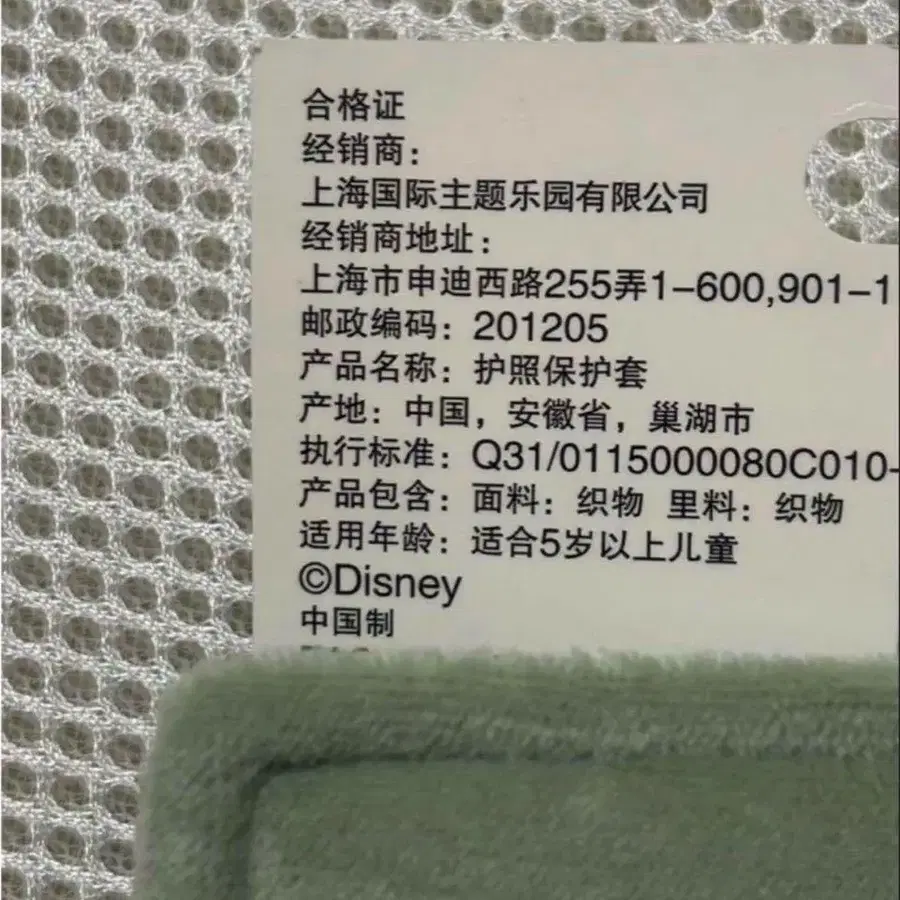 合格证
经销商：
上海国际主题乐园有限公司
经销商地址：
上海市申迪西路255弄1-600,901-1
邮政编码：201205
产品名称：护照保护套
产地：中国，安徽省，巢湖市
执行标准：Q31/0115000080C010-
产品包含：面料：织物 里料：织物
适用年龄：适合5岁以上儿童
©Disney
中国制